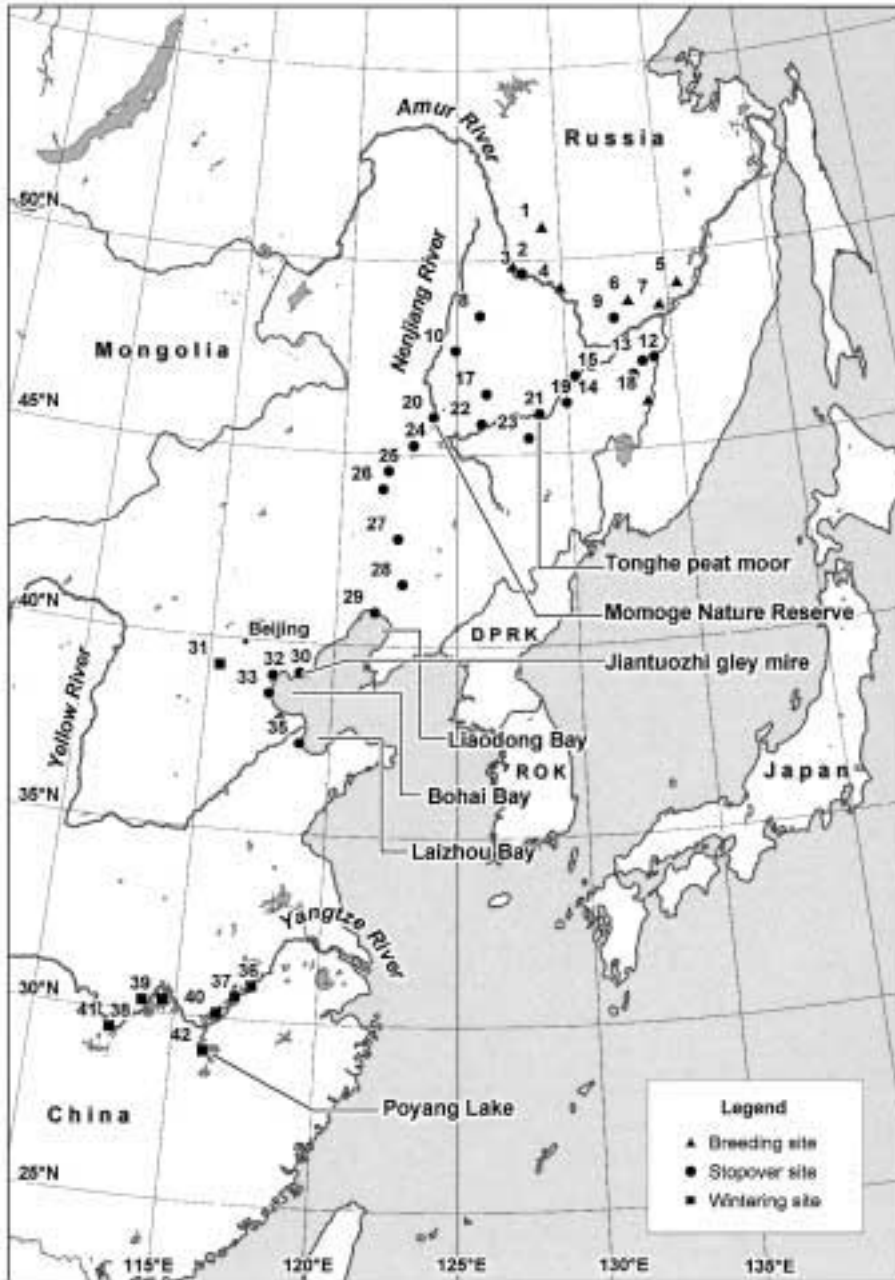 Amur River
Russia
50°N
1
Nenjiang River
3
2
4
5
6
7
8
9
Mongolia
10
13
12
15
45°N
17
19
14
18
20
22
21
23
24
25
26
27
Tonghe peat moor
28
40°N
29
Momoge Nature Reserve
Beijing
DPRK
31
32
30
Jiantuozhi gley mire
33
Yellow River
35
Liaodong Bay
ROK
Japan
Bohai Bay
35°N
Laizhou Bay
Yangtze River
30°N
39
37
36
41
38
40
42
China
Poyang Lake
Legend
Breeding site
Stopover site
Wintering site
25°N
115°E
120°E
125°E
130°E
135°E